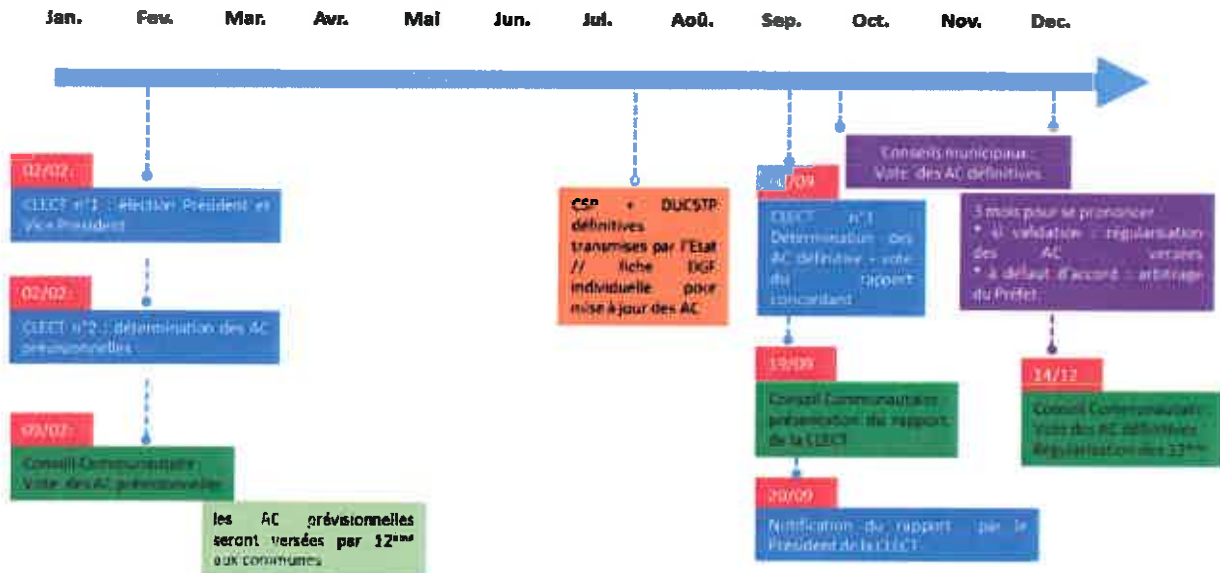 Jan. Fev. Mar. Avr. Mai Jun. Jul. Aoû. Sep. Oct. Nov. Dec.
02/02:
CLECT n°1 : élection Président et
Vice Président
02/02:
CLECT n°2 : détermination des AC
prévisionnelles
09/02:
Conseil Communautaire :
Vote des AC prévisionnelles
les AC prévisionnelles
seront versées par 12ème
aux communes
CSP + DUCSTP
définitives
transmises par l'Etat
// fiche DGF
individuelle pour
mise à jour des AC
/09
CLECT n°3
Détermination des
AC définitive – vote
du rapport
concordant
19/09
Conseil Communautaire :
présentation du rapport
de la CLECT
20/09
Notification du rapport par le
Président de la CLECT
Conseils municipaux :
Vote des AC définitives
3 mois pour se prononcer
* si validation : régularisation
des AC versées
* à défaut d'accord : arbitrage
du Préfet
14/12
Conseil Communautaire :
Vote des AC définitives
Régularisation des 12ème